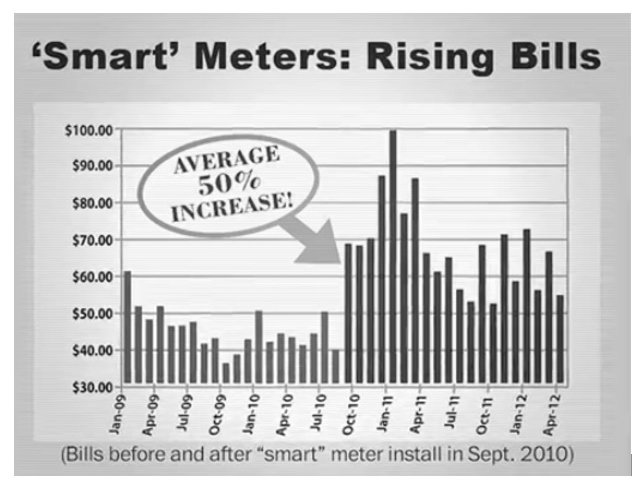 ‘Smart’ Meters: Rising Bills
$100.00
$90.00
$80.00
$70.00
$60.00
$50.00
$40.00
$30.00
AVERAGE
50%
INCREASE!
Jan-09
Apr-09
Jul-09
Oct-09
Jan-10
Apr-10
Jul-10
Oct-10
Jan-11
Apr-11
Jul-11
Oct-11
Jan-12
Apr-12
(Bills before and after “smart” meter install in Sept. 2010)